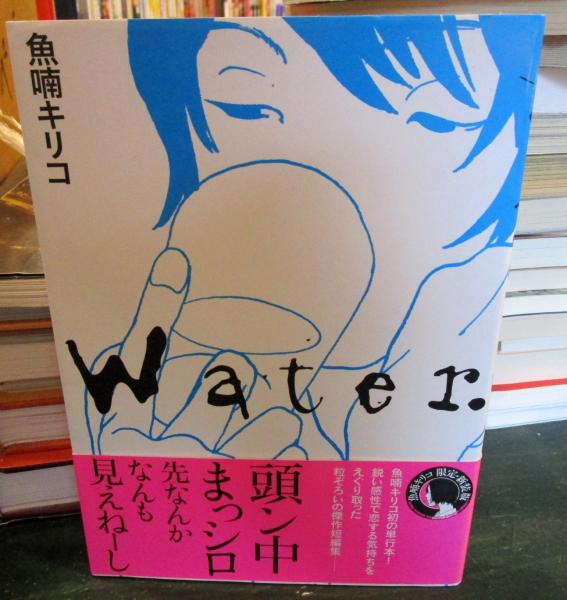 魚喃キリコ
Water.
頭ン中
まっシロ
先なんか
なんも
見えねーし
魚喃キリコ初の単行本!
鋭い感性で恋する気持ちを
えぐり取った
粒ぞろいの傑作短編集──
魚喃キリコ 限定・新装版